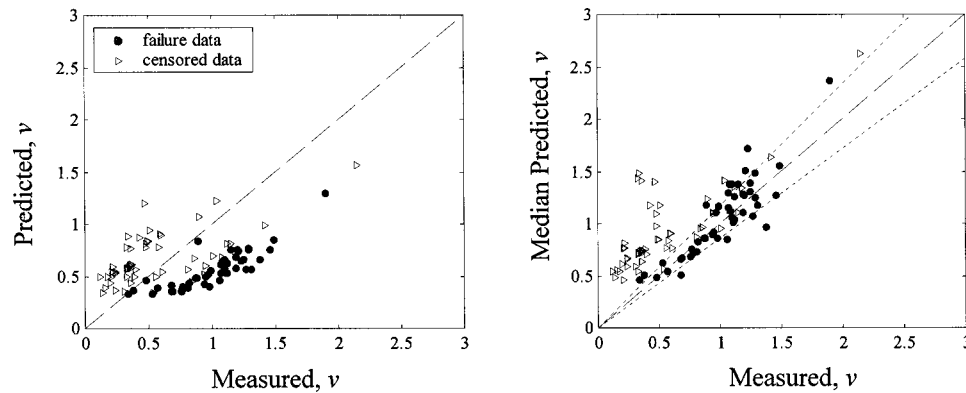 3
2.5
2
1.5
1
0.5
0
failure data
censored data
Predicted, v
0 0.5 1 1.5 2 2.5 3
Measured, v
3
2.5
2
1.5
1
0.5
0
Median Predicted, v
0 0.5 1 1.5 2 2.5 3
Measured, v